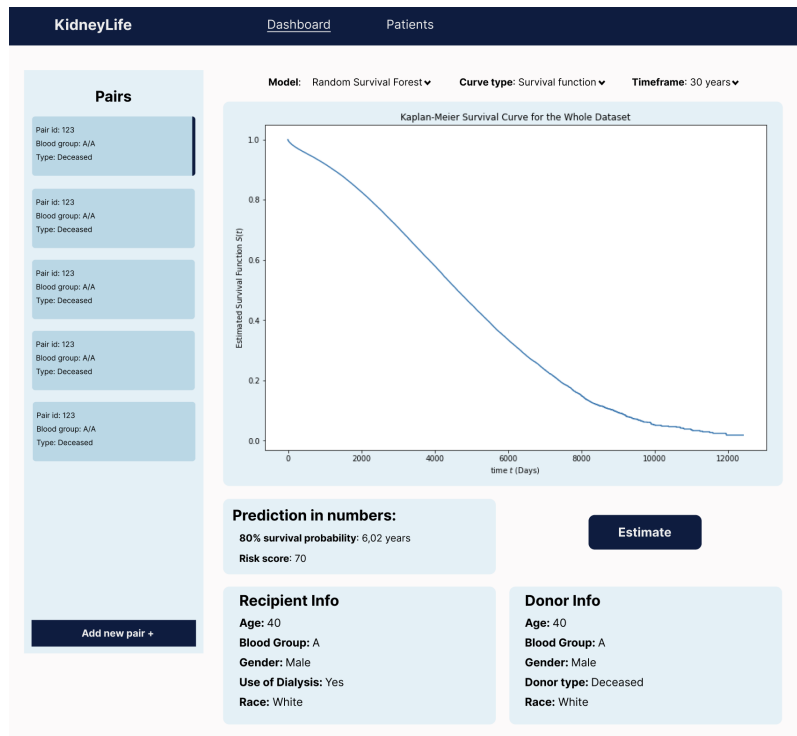 KidneyLife
Dashboard
Patients
Pairs
Pair id: 123
Blood group: A/A
Type: Deceased
Pair id: 123
Blood group: A/A
Type: Deceased
Pair id: 123
Blood group: A/A
Type: Deceased
Pair id: 123
Blood group: A/A
Type: Deceased
Pair id: 123
Blood group: A/A
Type: Deceased
Add new pair +
Model: Random Survival Forest
Curve type: Survival function
Timeframe: 30 years
Kaplan-Meier Survival Curve for the Whole Dataset
Estimated Survival Function S(t)
1.0
0.8
0.6
0.4
0.2
0.0
0 2000 4000 6000 8000 10000 12000
time t (Days)
Prediction in numbers:
80% survival probability: 6,02 years
Risk score: 70
Estimate
Recipient Info
Age: 40
Blood Group: A
Gender: Male
Use of Dialysis: Yes
Race: White
Donor Info
Age: 40
Blood Group: A
Gender: Male
Donor type: Deceased
Race: White